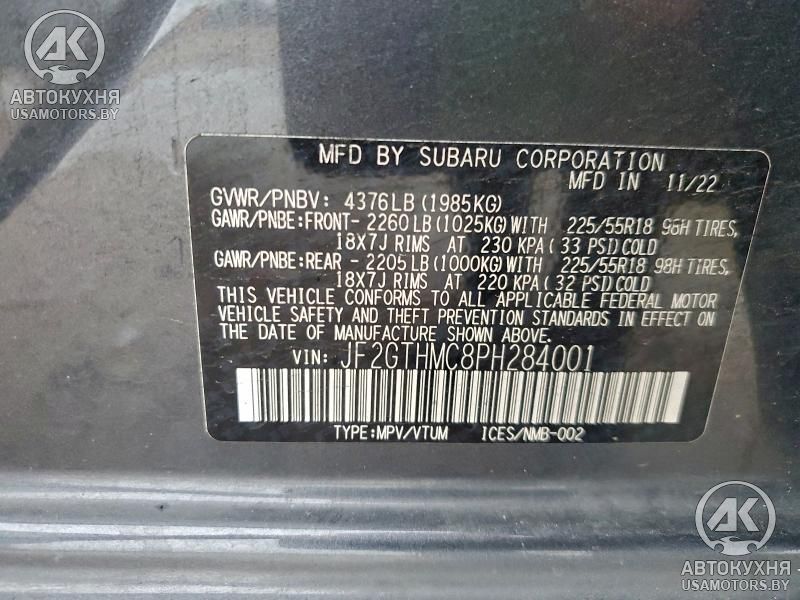 AK
АВТОКУХНЯ
USAMOTORS.BY
MFD BY SUBARU CORPORATION
MFD IN 11/22
GVWR/PNBV: 4376LB (1985KG)
GAWR/PNBE:FRONT- 2260LB (1025KG)WITH 225/55R18 98H TIRES,
18X7J RIMS AT 230 KPA (33 PSI) COLD
GAWR/PNBE:REAR - 2205LB (1000KG)WITH 225/55R18 98H TIRES,
18X7J RIMS AT 220 KPA (32 PSI) COLD
THIS VEHICLE CONFORMS TO ALL APPLICABLE FEDERAL MOTOR
VEHICLE SAFETY AND THEFT PREVENTION STANDARDS IN EFFECT ON
THE DATE OF MANUFACTURE SHOWN ABOVE.
VIN: JF2GTHMC8PH284001
TYPE:MPV/VTUM ICES/NMB-002
AK
АВТОКУХНЯ
USAMOTORS.BY